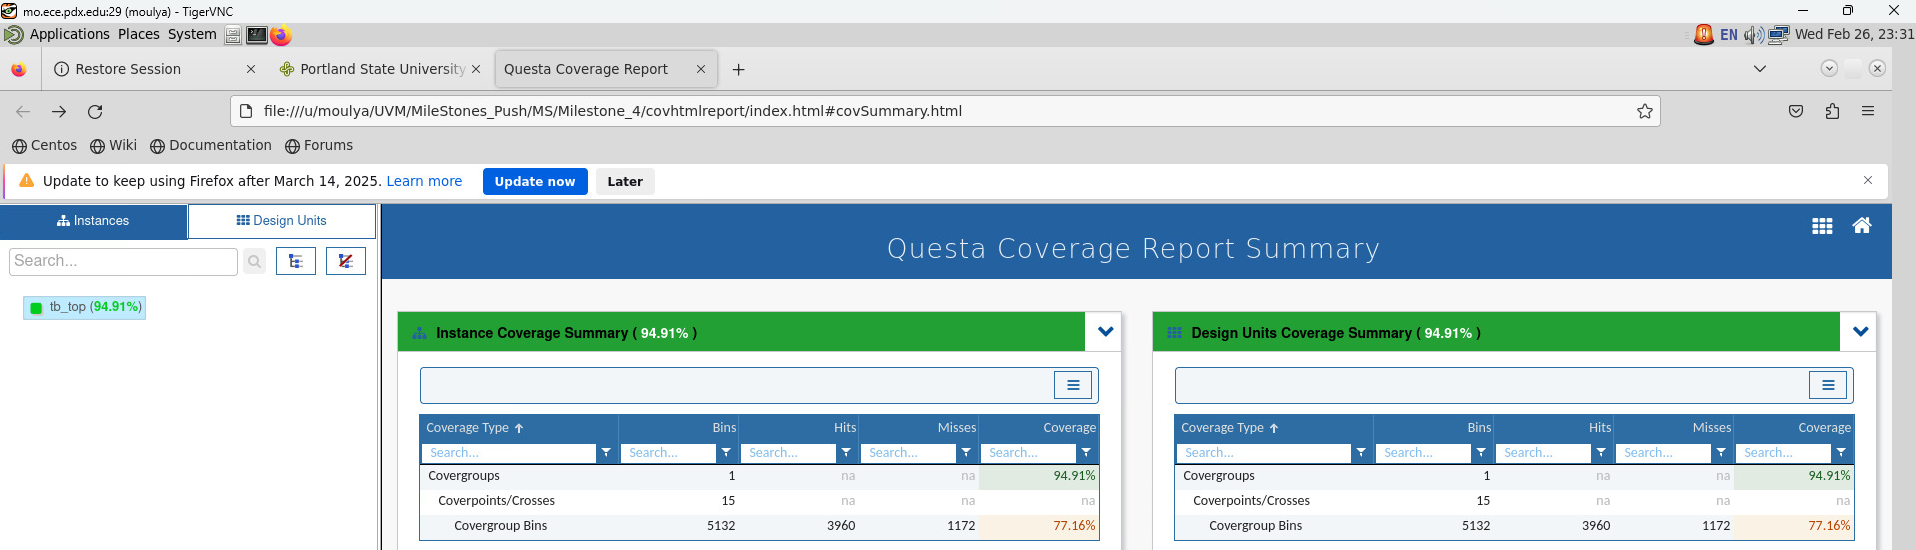 mo.ece.pdx.edu:29 (moulya) - TigerVNC
Applications Places System EN Wed Feb 26, 23:31
Restore Session Portland State University Questa Coverage Report
file:///u/moulya/UVM/MileStones_Push/MS/Milestone_4/covhtmlreport/index.html#covSummary.html
Centos Wiki Documentation Forums
Update to keep using Firefox after March 14, 2025. Learn more Update now Later
Instances Design Units
Search...
tb_top (94.91%)
Questa Coverage Report Summary
Instance Coverage Summary ( 94.91% )
Coverage Type Bins Hits Misses Coverage
Search... Search... Search... Search... Search...
Covergroups 1 na na 94.91%
Coverpoints/Crosses 15 na na na
Covergroup Bins 5132 3960 1172 77.16%
Design Units Coverage Summary ( 94.91% )
Coverage Type Bins Hits Misses Coverage
Search... Search... Search... Search... Search...
Covergroups 1 na na 94.91%
Coverpoints/Crosses 15 na na na
Covergroup Bins 5132 3960 1172 77.16%